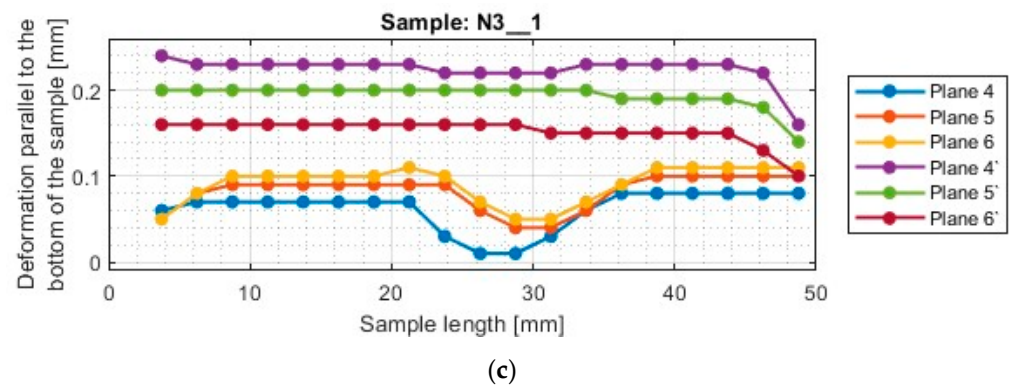 Sample: N3__1
Deformation parallel to the
bottom of the sample [mm]
0.2
0.1
0
0
10
20
30
40
50
Sample length [mm]
Plane 4
Plane 5
Plane 6
Plane 4`
Plane 5`
Plane 6`
(c)